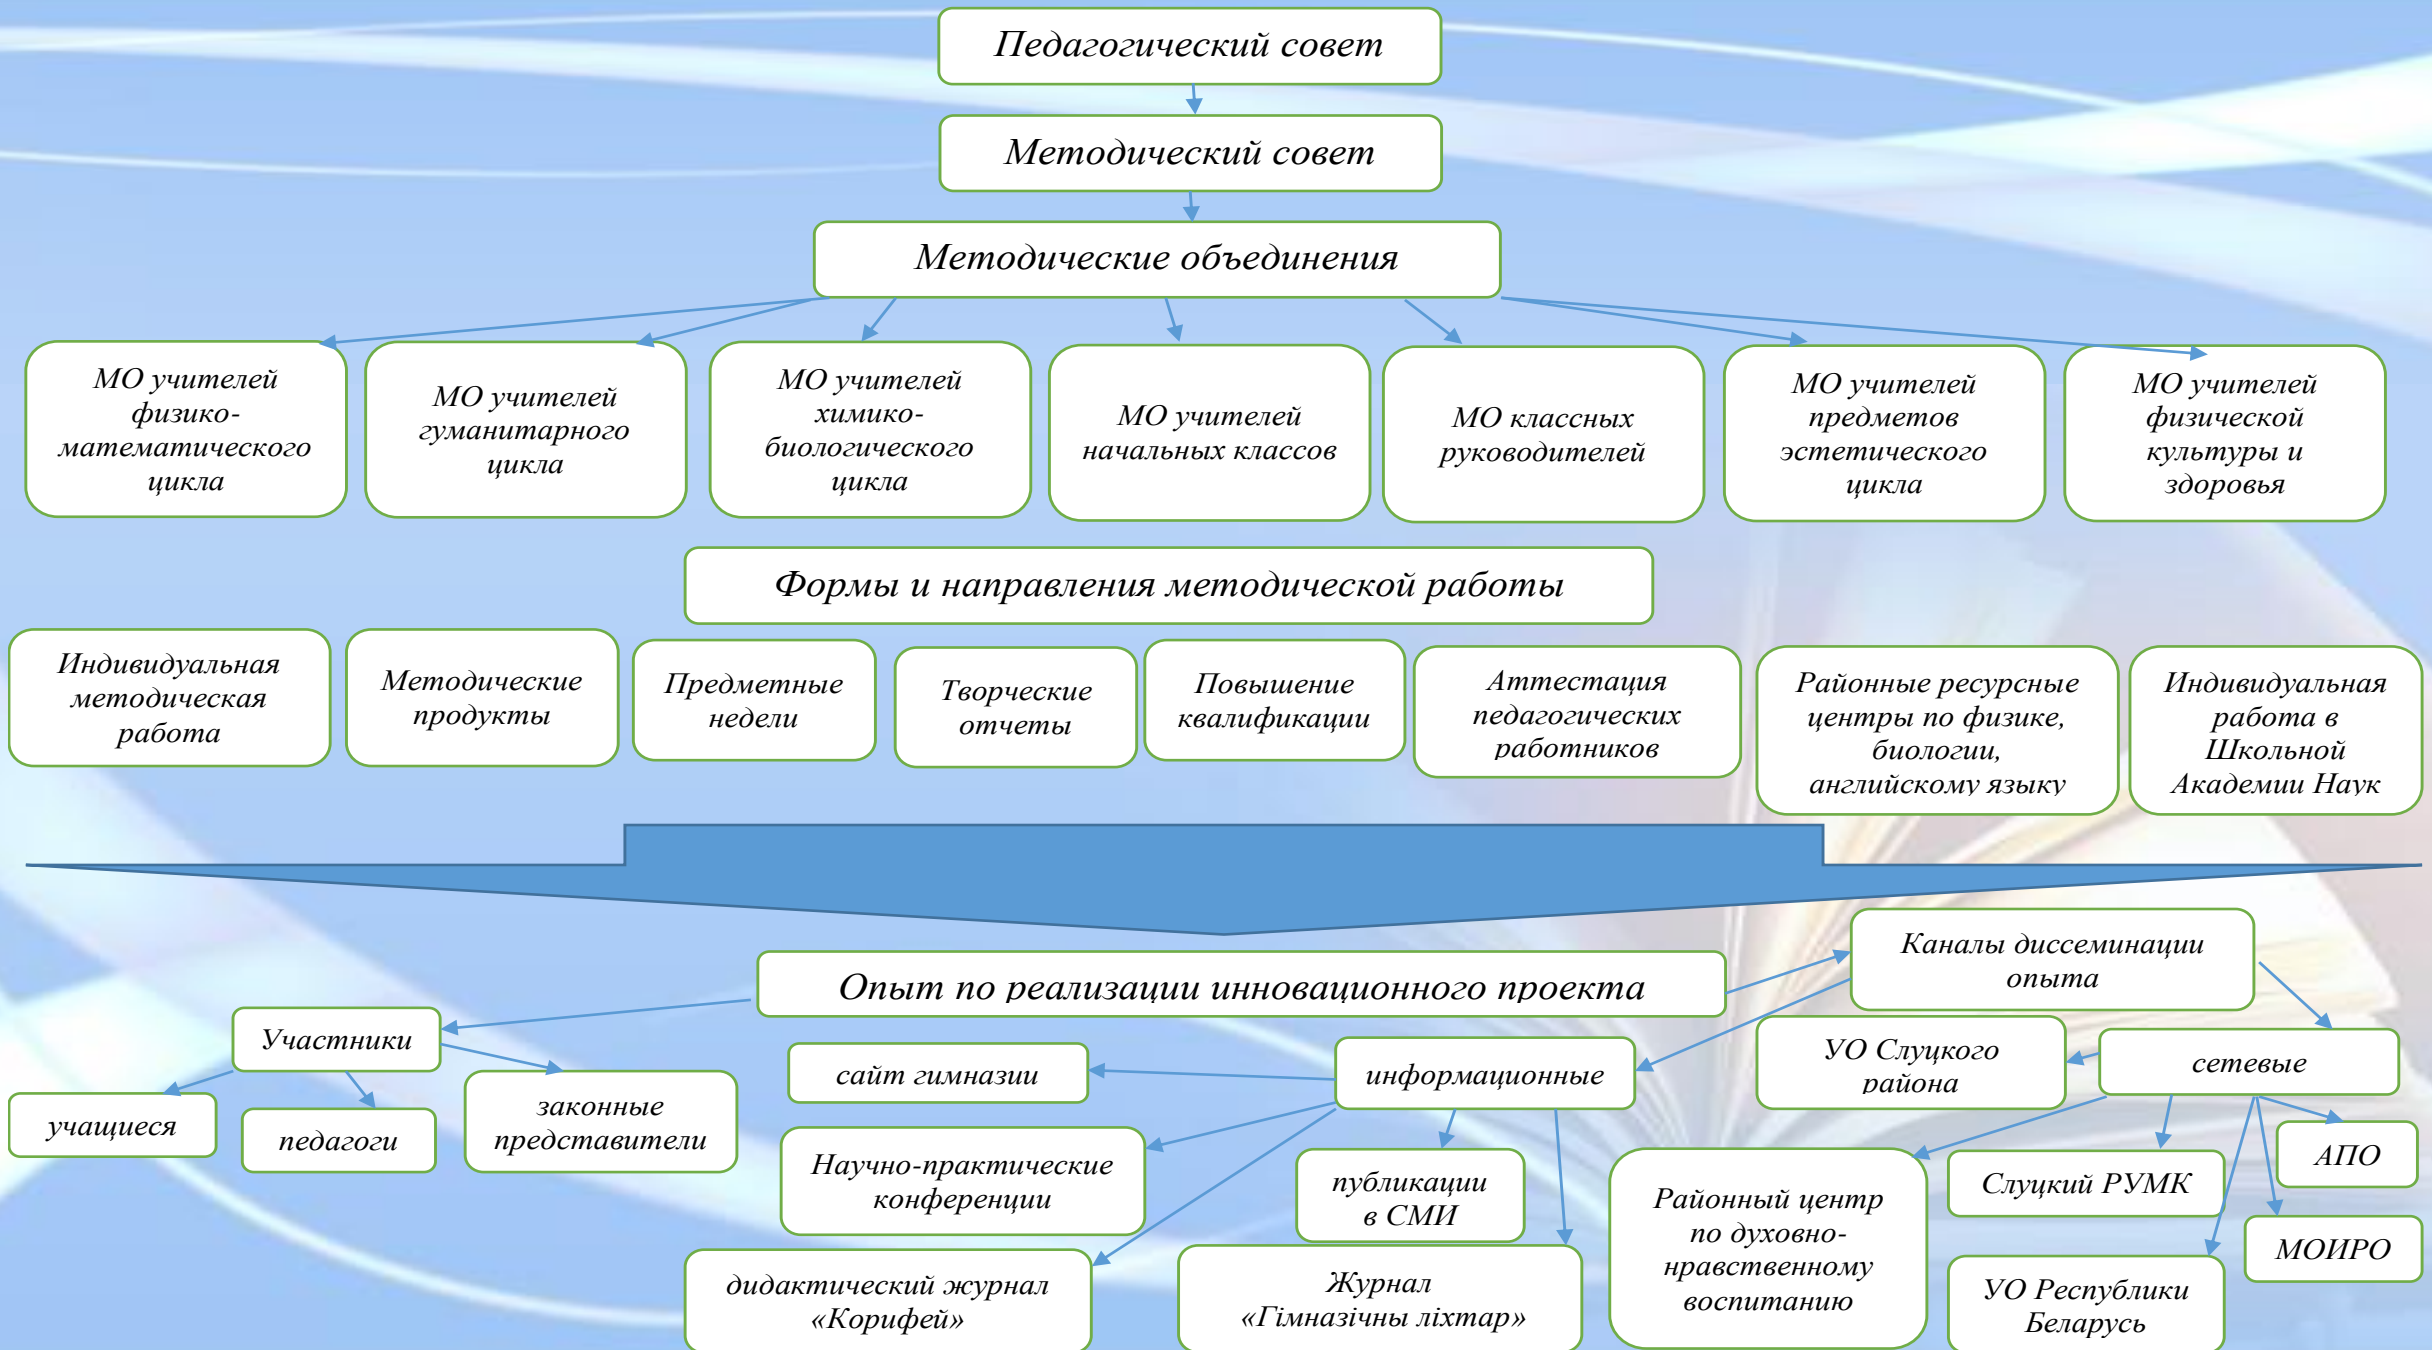 Педагогический совет
Методический совет
Методические объединения
МО учителей
физико-
математического
цикла
МО учителей
гуманитарного
цикла
МО учителей
химико-
биологического
цикла
МО учителей
начальных классов
МО классных
руководителей
МО учителей
предметов
эстетического
цикла
МО учителей
физической
культуры и
здоровья
Формы и направления методической работы
Индивидуальная
методическая
работа
Методические
продукты
Предметные
недели
Творческие
отчеты
Повышение
квалификации
Аттестация
педагогических
работников
Районные ресурсные
центры по физике,
биологии,
английскому языку
Индивидуальная
работа в
Школьной
Академии Наук
Опыт по реализации инновационного проекта
Каналы диссеминации
опыта
Участники
учащиеся
педагоги
законные
представители
сайт гимназии
информационные
УО Слуцкого
района
сетевые
Научно-практические
конференции
публикации
в СМИ
дидактический журнал
«Корифей»
Журнал
«Гімназічны ліхтар»
Районный центр
по духовно-
нравственному
воспитанию
Слуцкий РУМК
АПО
МОИРО
УО Республики
Беларусь